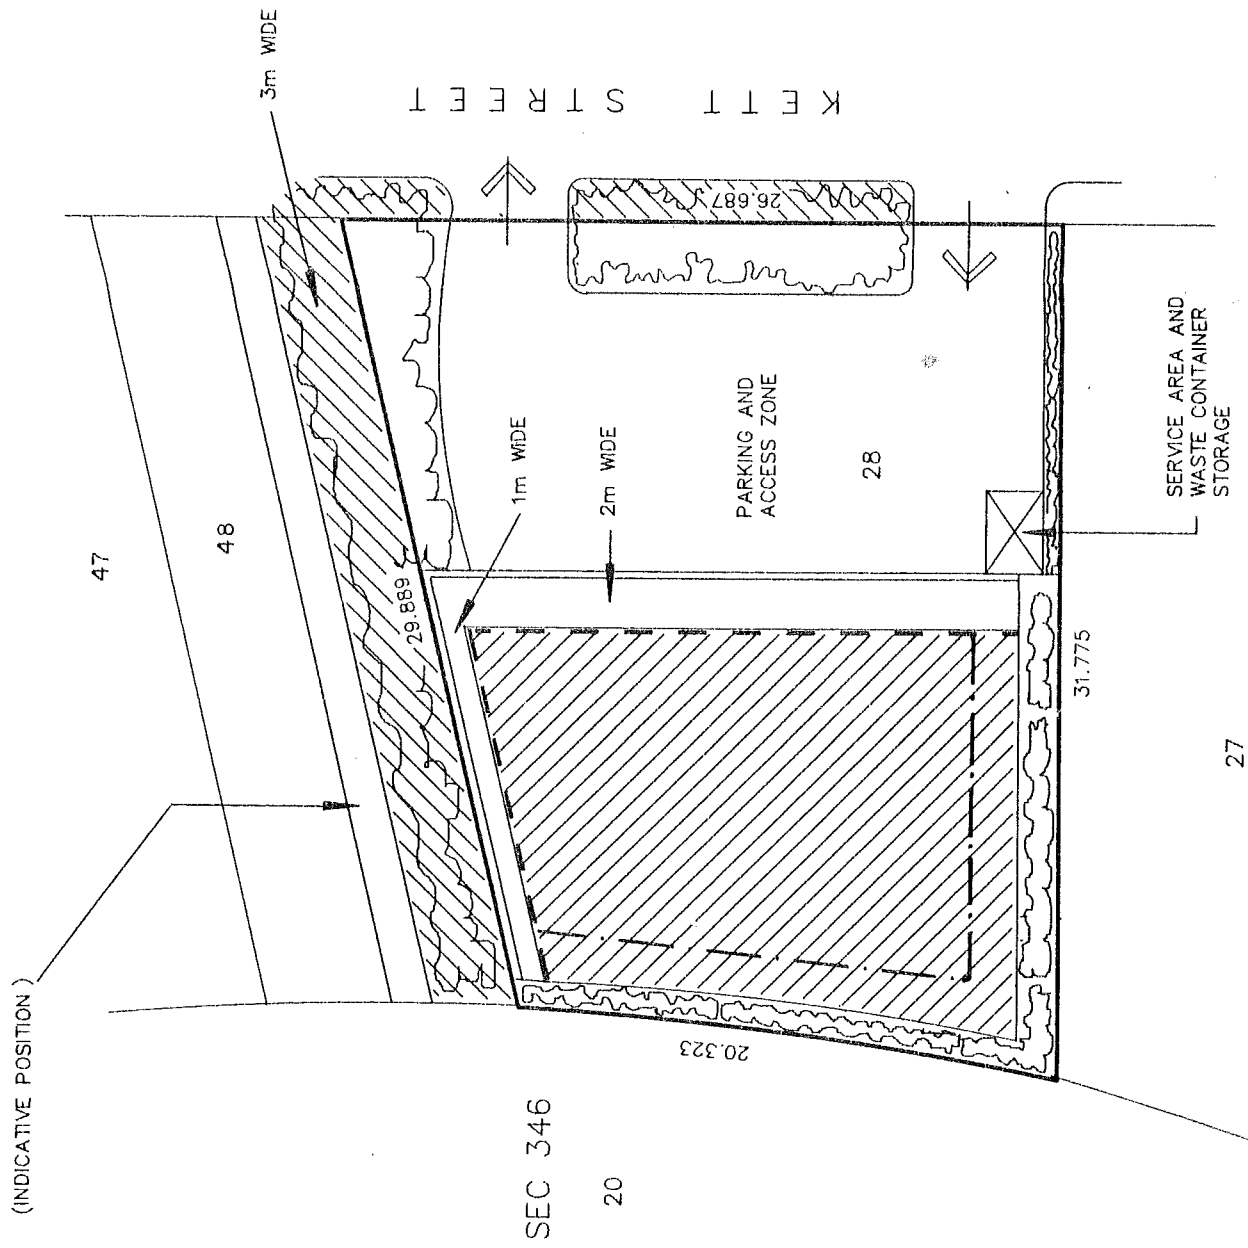 (INDICATIVE POSITION )
3m WIDE
KETT STREET
47
48
26.687
29.889
1m WIDE
2m WIDE
PARKING AND
ACCESS ZONE
28
SERVICE AREA AND
WASTE CONTAINER
STORAGE
31.775
27
20.323
SEC 346
20